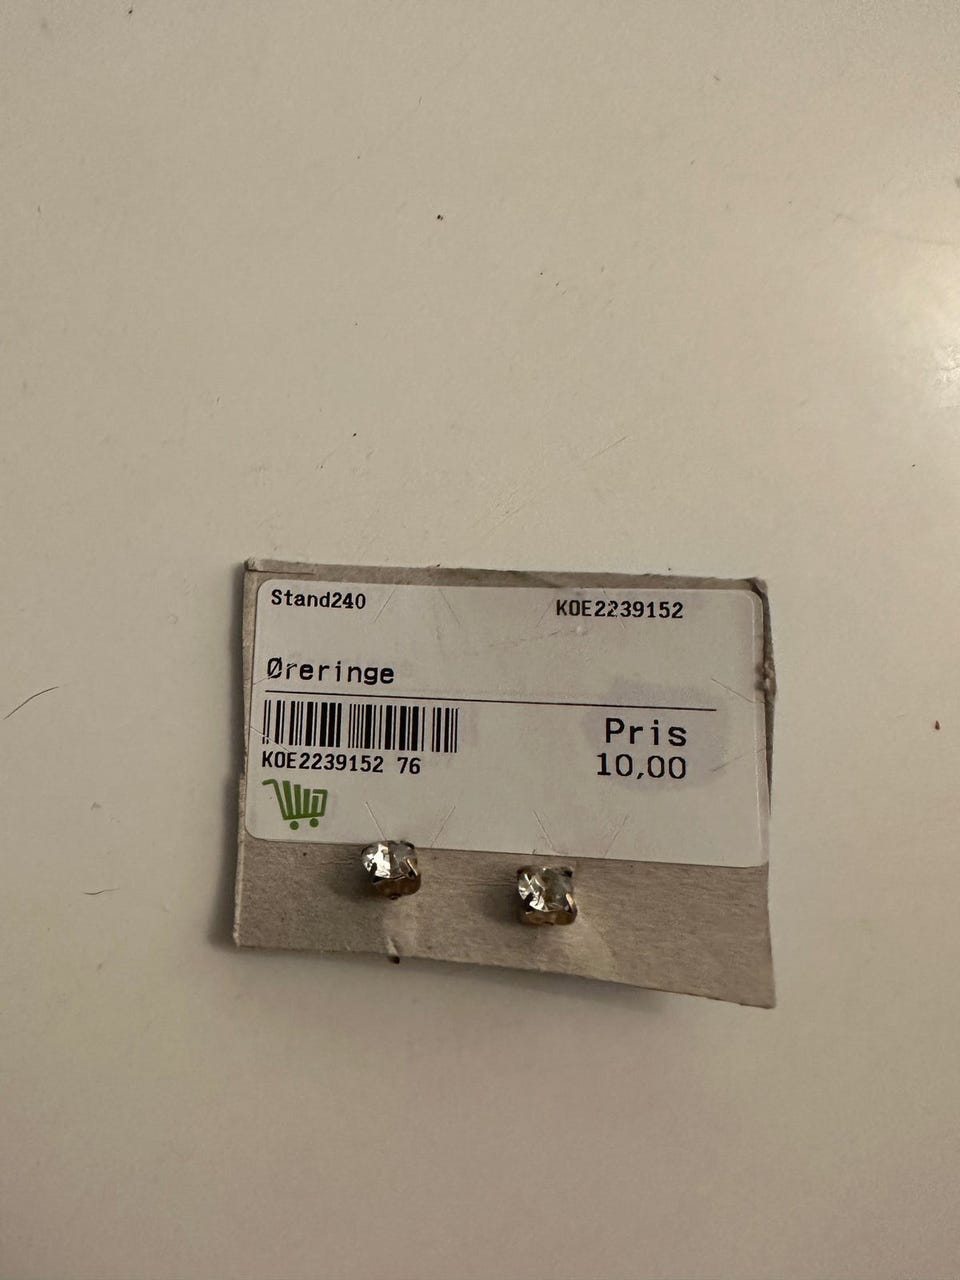 Stand240 KOE2239152
Øreringe
Pris
10,00
KOE2239152 76